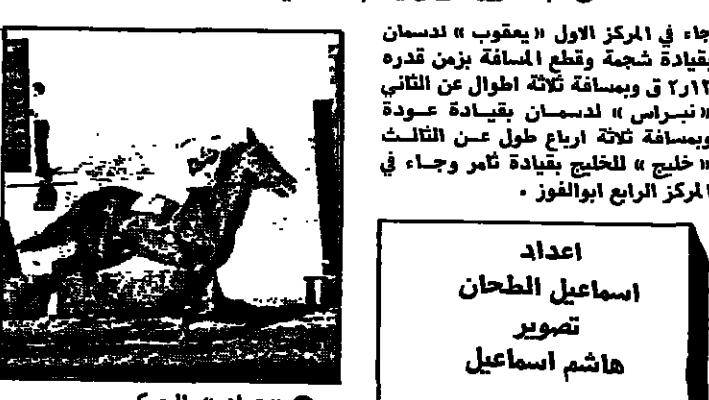 جاء في المركز الاول « يعقوب » لدسمان
بقيادة شجمة وقطع المسافة بزمن قدره
٢٫١٢ ق وبمسافة ثلاثة اطوال عن الثاني
« نبراس » لدسمان بقيادة عودة
وبمسافة ثلاثة ارباع طول عن الثالث
« خليج » للخليج بقيادة ثامر وجاء في
المركز الرابع ابوالفوز .
اعداد
اسماعيل الطحان
تصوير
هاشم اسماعيل